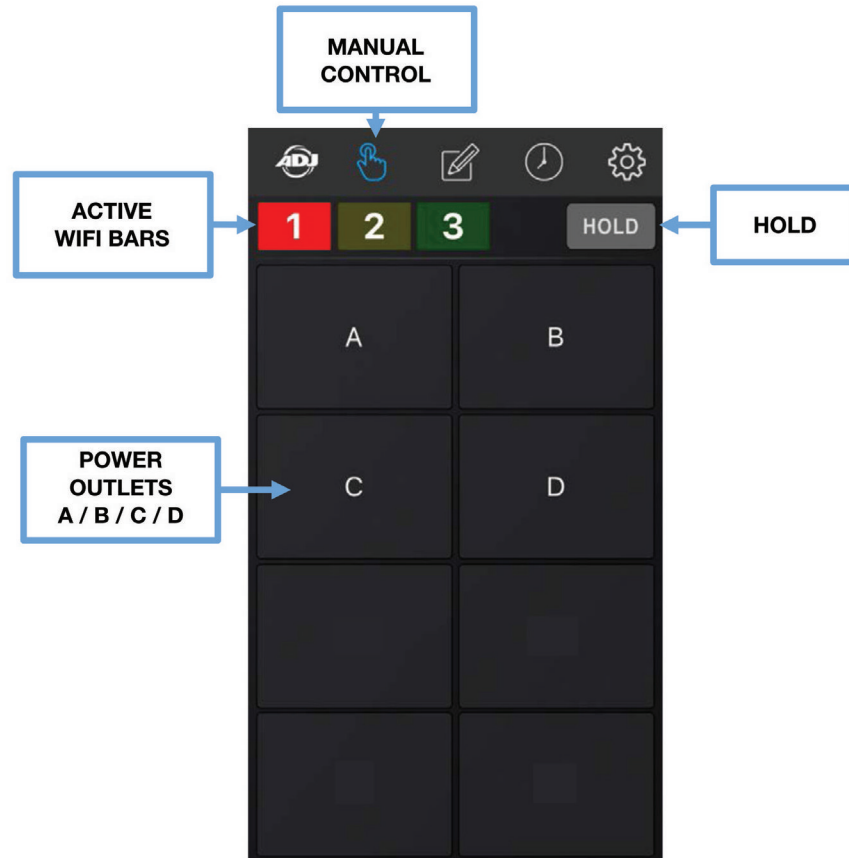 MANUAL
CONTROL
ADJ
ACTIVE
WIFI BARS
1 2 3 HOLD
HOLD
A B
POWER
OUTLETS
A / B / C / D
C D